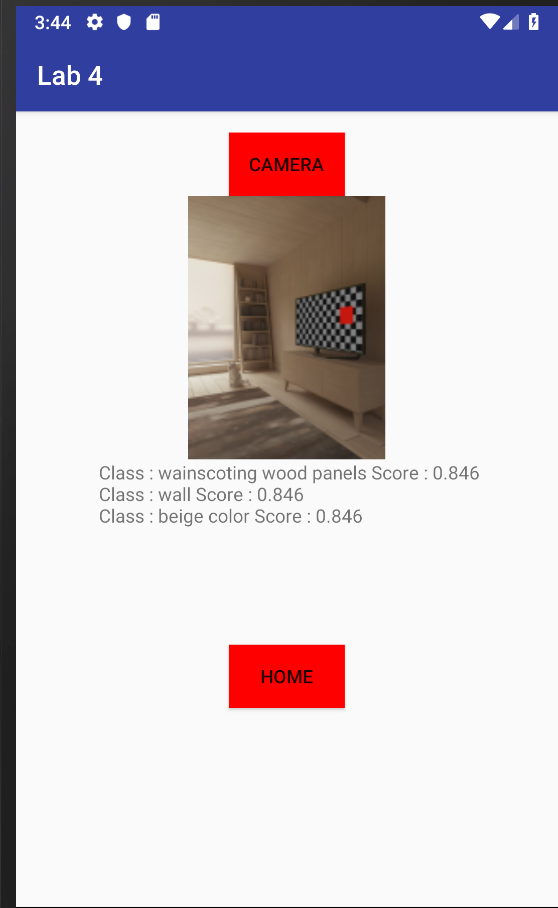 3:44
Lab 4
CAMERA
Class : wainscoting wood panels Score : 0.846
Class : wall Score : 0.846
Class : beige color Score : 0.846
HOME